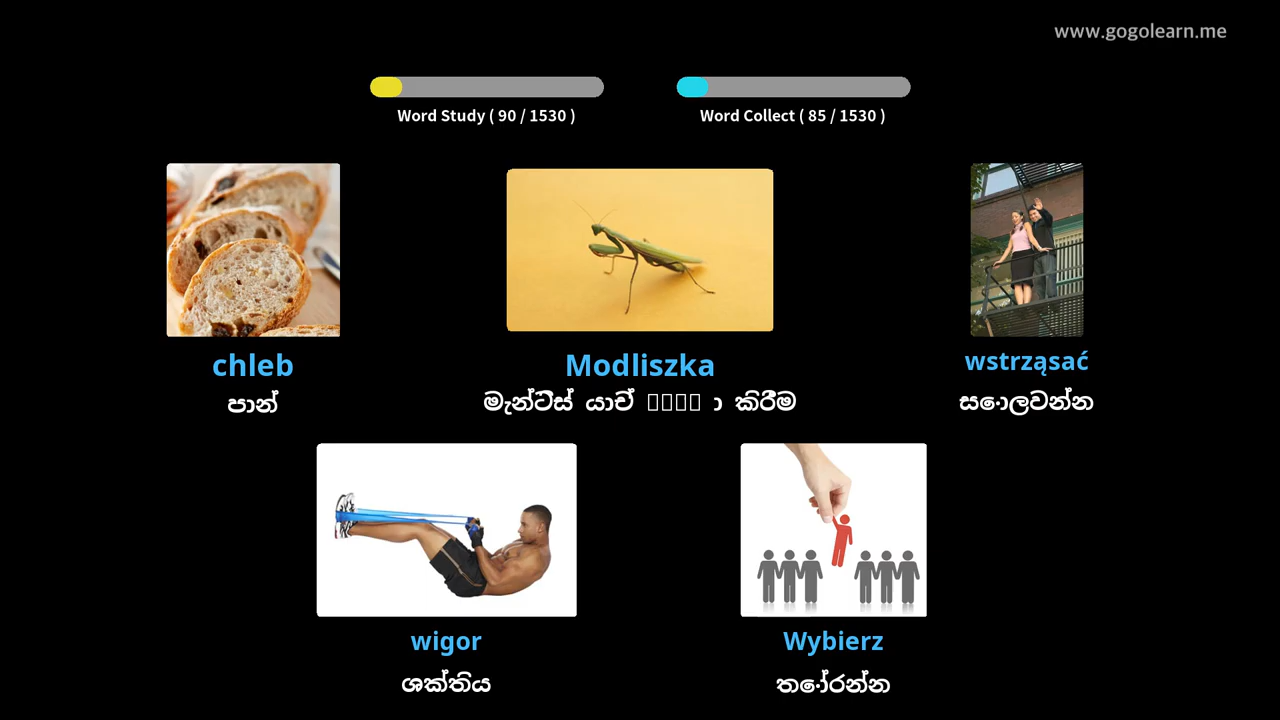 www.gogolearn.me
Word Study ( 90 / 1530 )
Word Collect ( 85 / 1530 )
chleb
පාන්
Modliszka
මැන්ටිස් යාච් කිරීම
wstrząsać
සොලවන්න
wigor
ශක්තිය
Wybierz
තෝරන්න